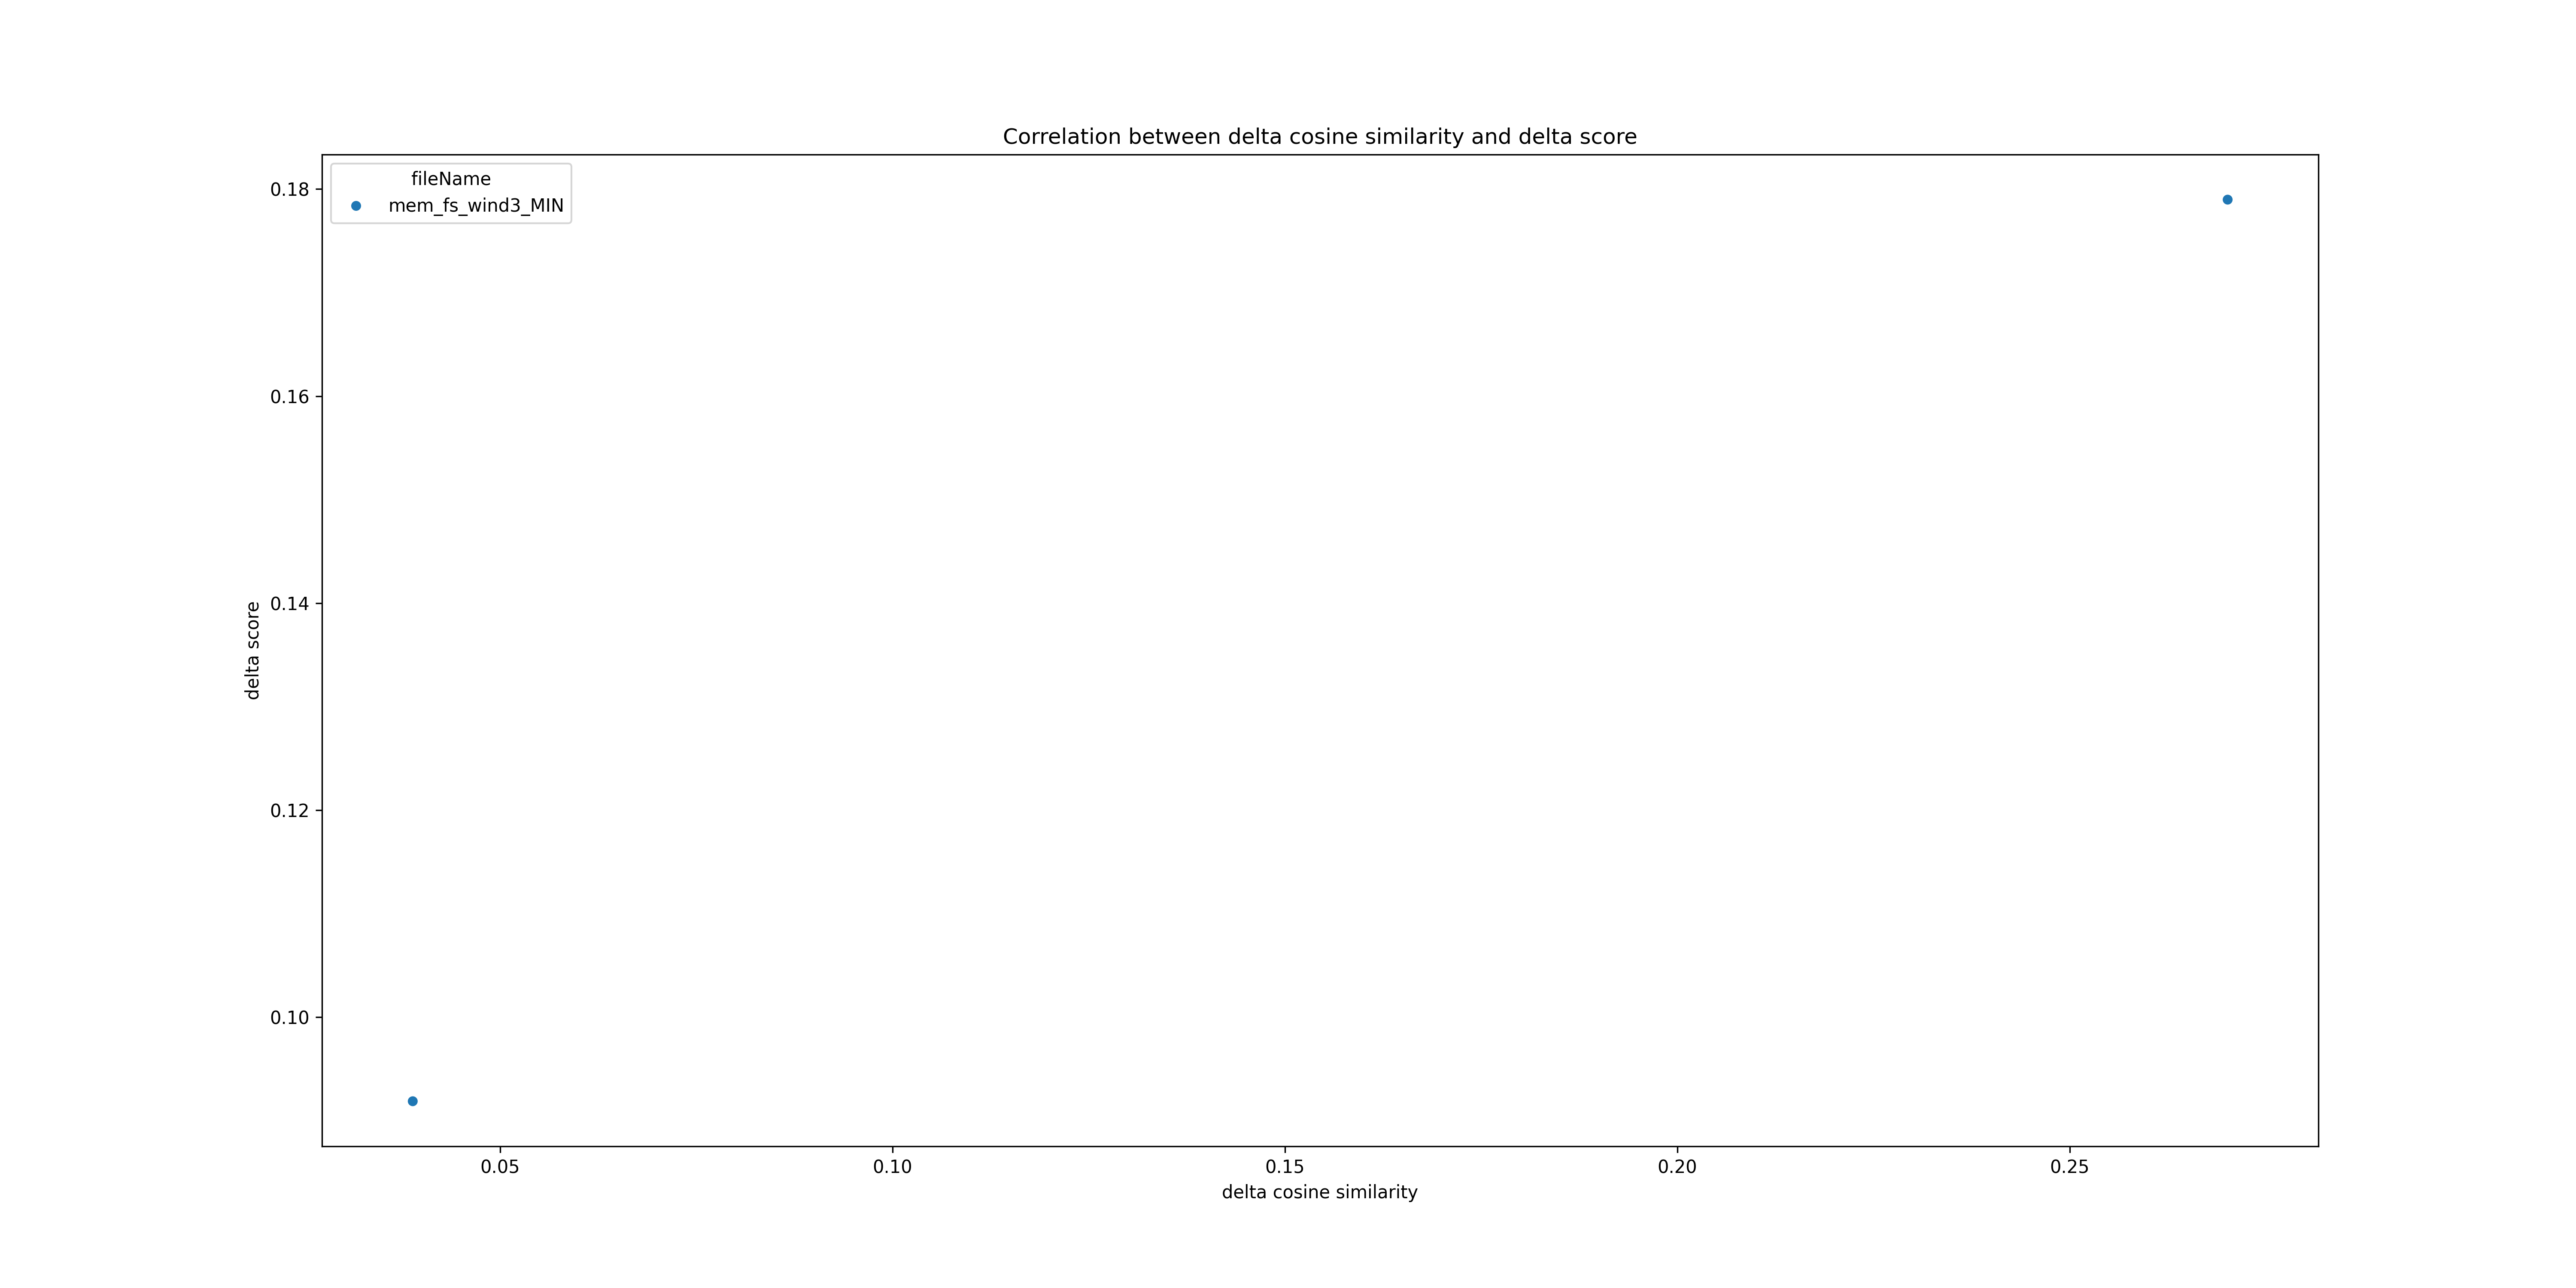 Correlation between delta cosine similarity and delta score
fileName
mem_fs_wind3_MIN
0.18
0.16
0.14
0.12
0.10
delta score
0.05 0.10 0.15 0.20 0.25
delta cosine similarity